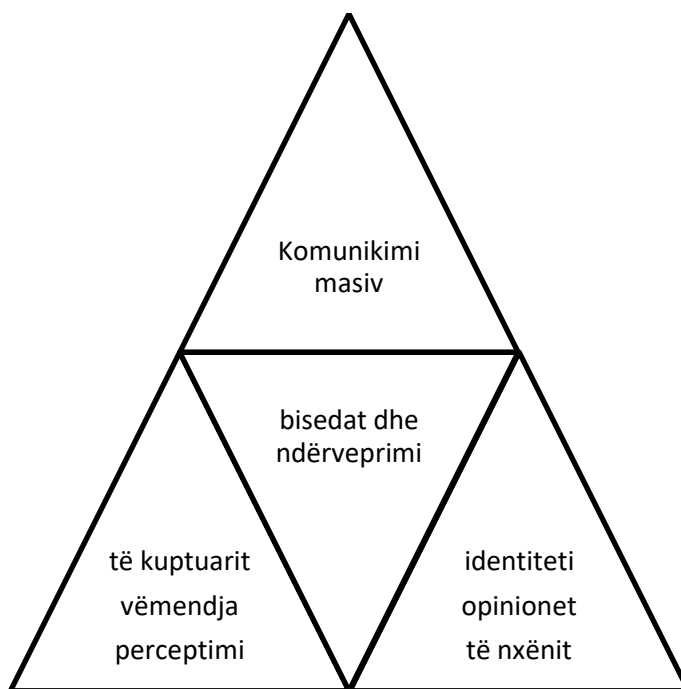 Komunikimi
masiv
bisedat dhe
ndërveprimi
të kuptuarit
vëmendja
perceptimi
identiteti
opinionet
të nxënit